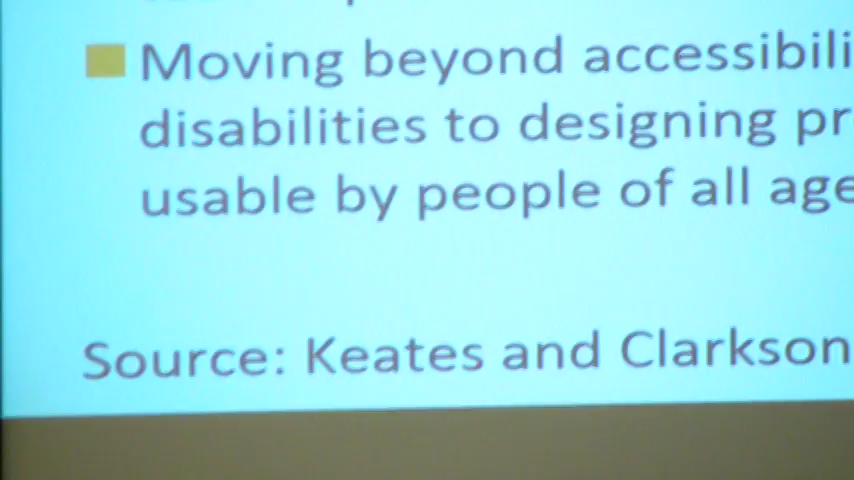 Moving beyond accessibili
disabilities to designing pr
usable by people of all age
Source: Keates and Clarkson